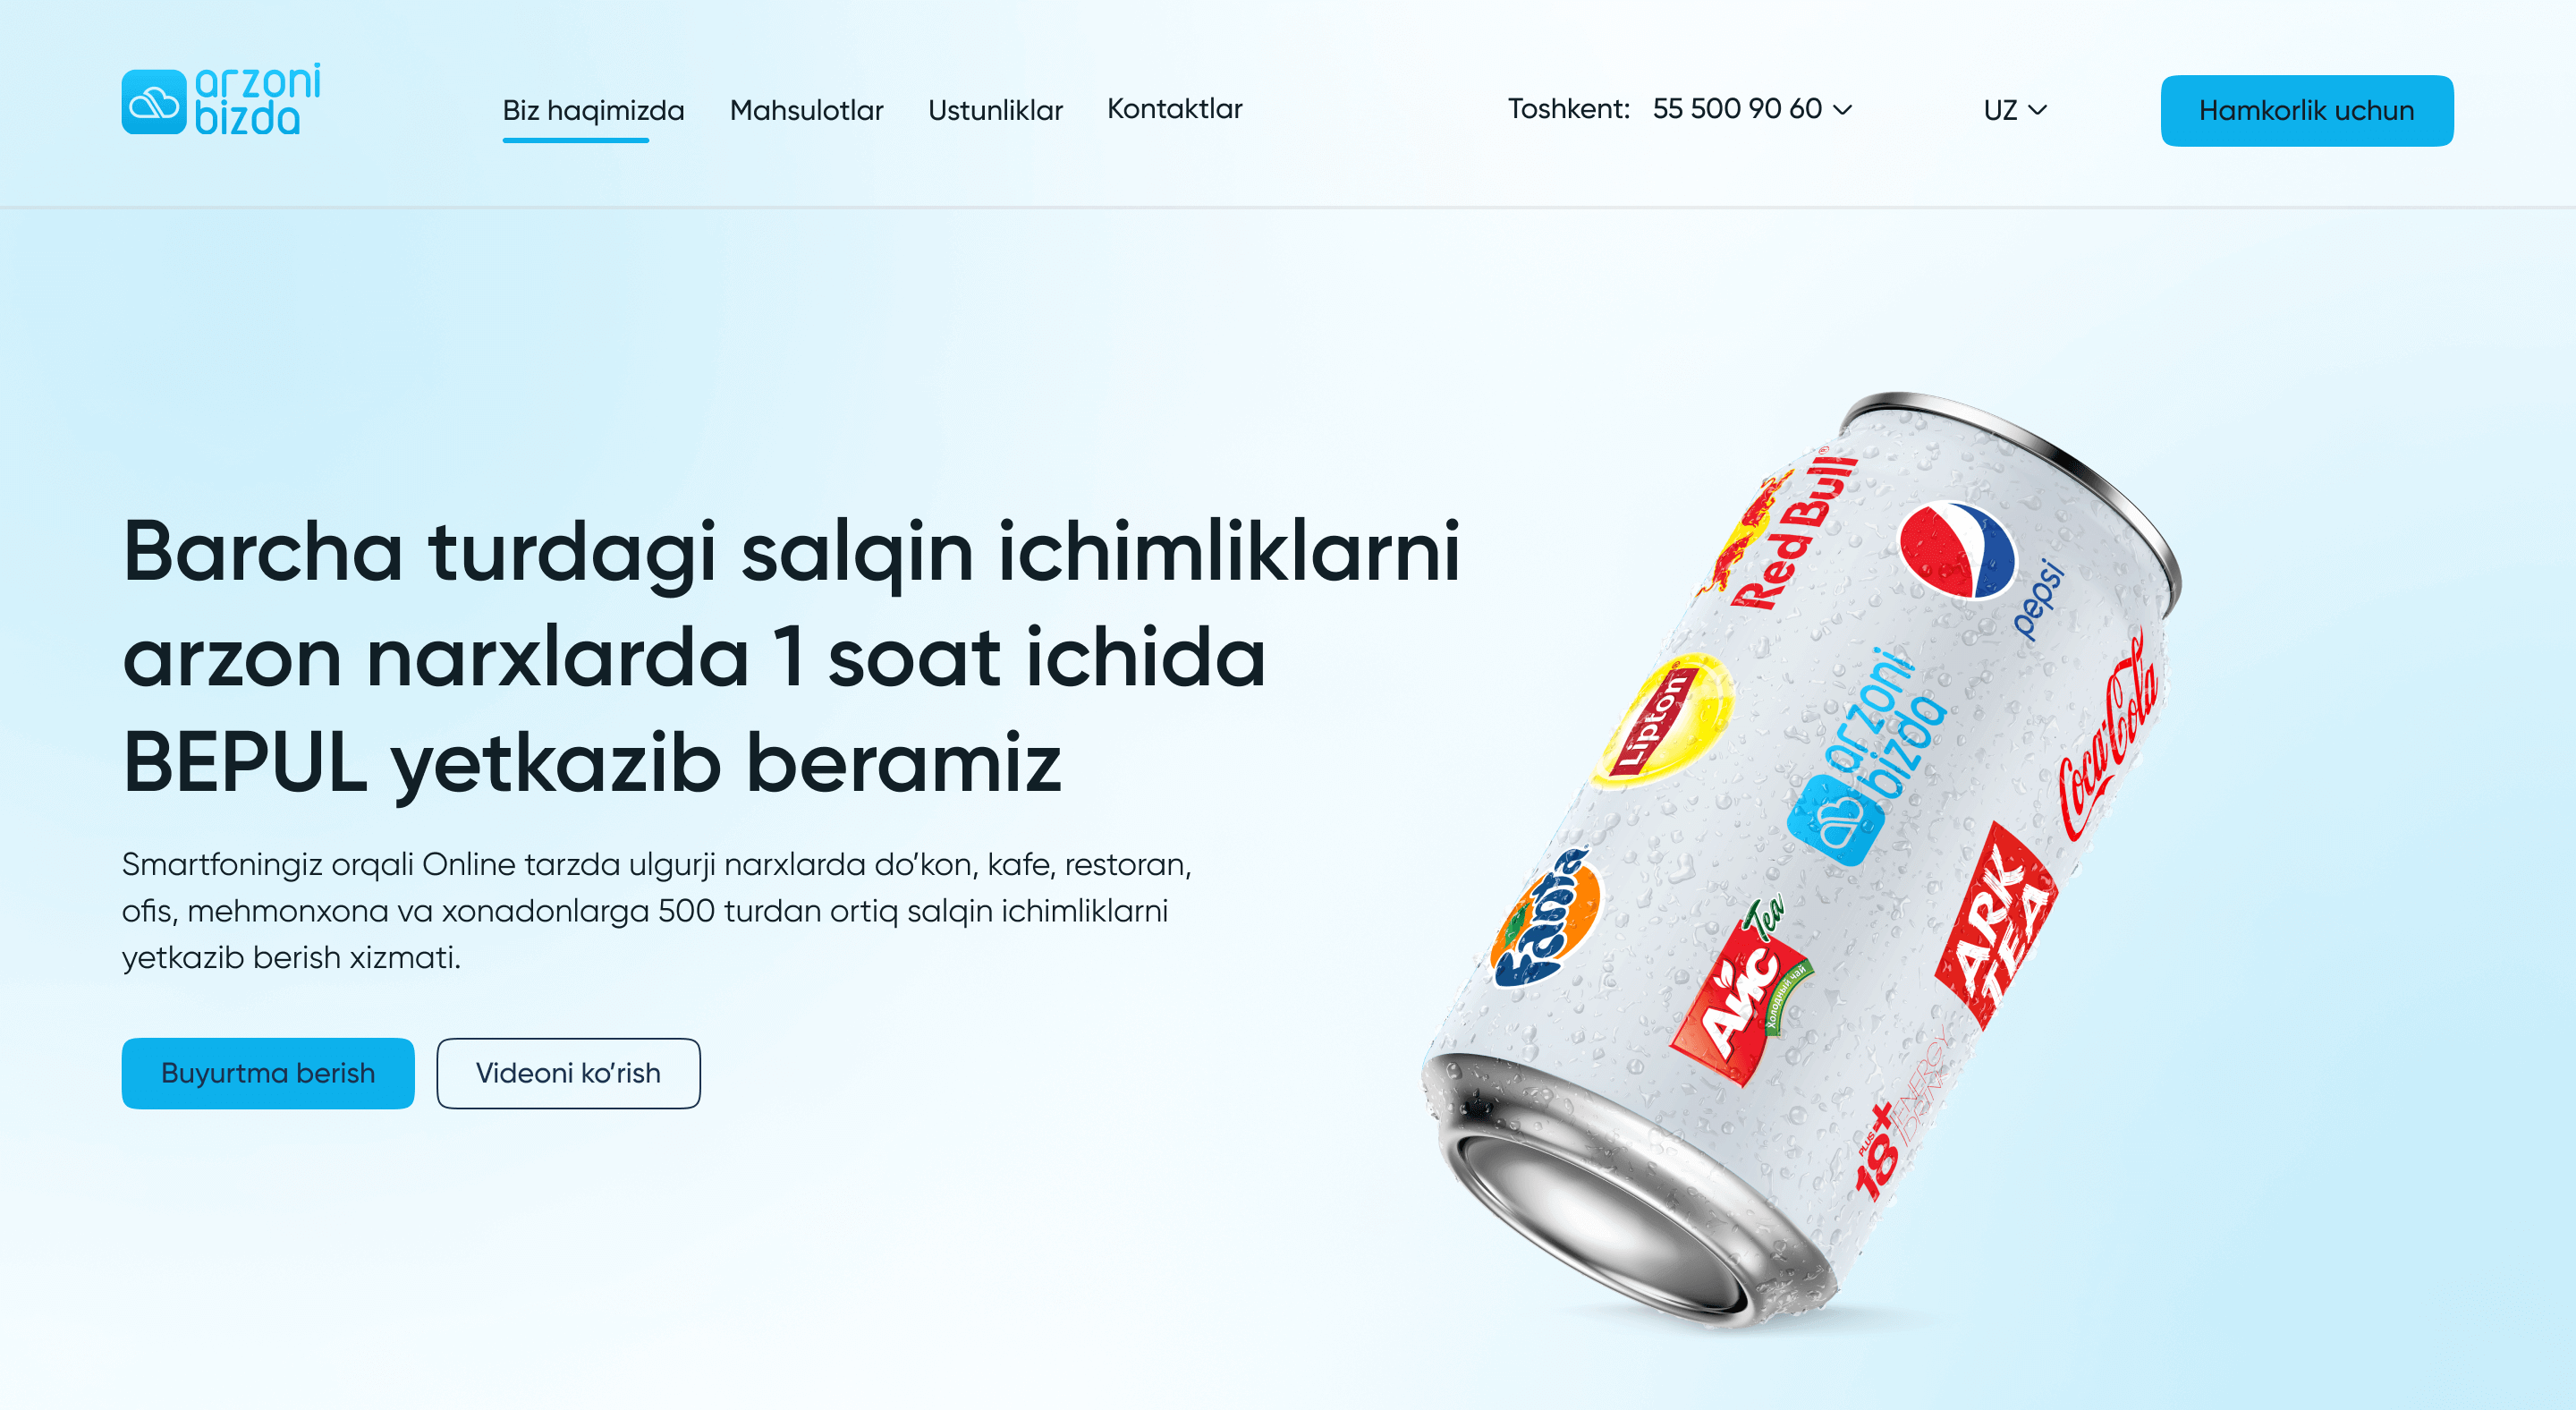 arzoni
bizda
Biz haqimizda Mahsulotlar Ustunliklar Kontaktlar Toshkent: 55 500 90 60 UZ Hamkorlik uchun
Barcha turdagi salqin ichimliklarni
arzon narxlarda 1 soat ichida
BEPUL yetkazib beramiz
Smartfoningiz orqali Online tarzda ulgurji narxlarda do’kon, kafe, restoran,
ofis, mehmonxona va xonadonlarga 500 turdan ortiq salqin ichimliklarni
yetkazib berish xizmati.
Buyurtma berish Videoni ko’rish
Red Bull®
pepsi
Lipton®
arzoni
bizda
Coca-Cola
Fanta
Айс Tea
Холодный чай
ARK
TEA
PLUS
18+
ENERGY
DRINK